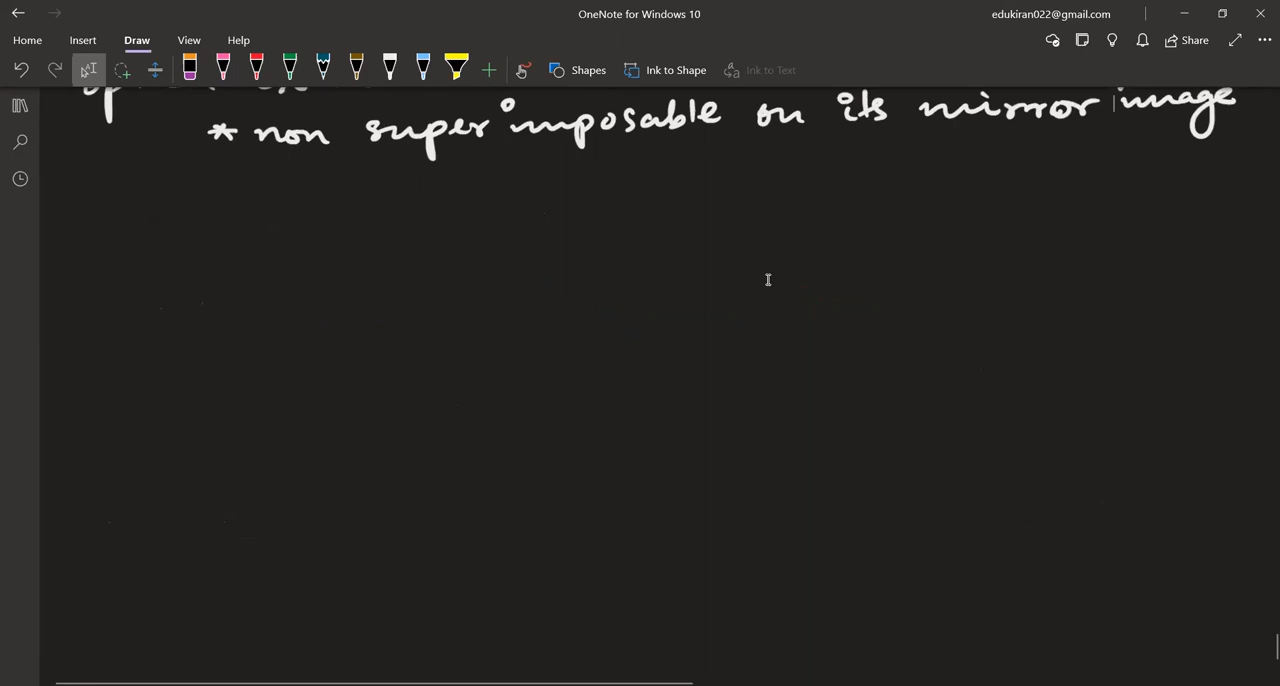 OneNote for Windows 10
edukiran022@gmail.com
Home Insert Draw View Help
Share
Shapes Ink to Shape Ink to Text
* non superimposable on its mirror image